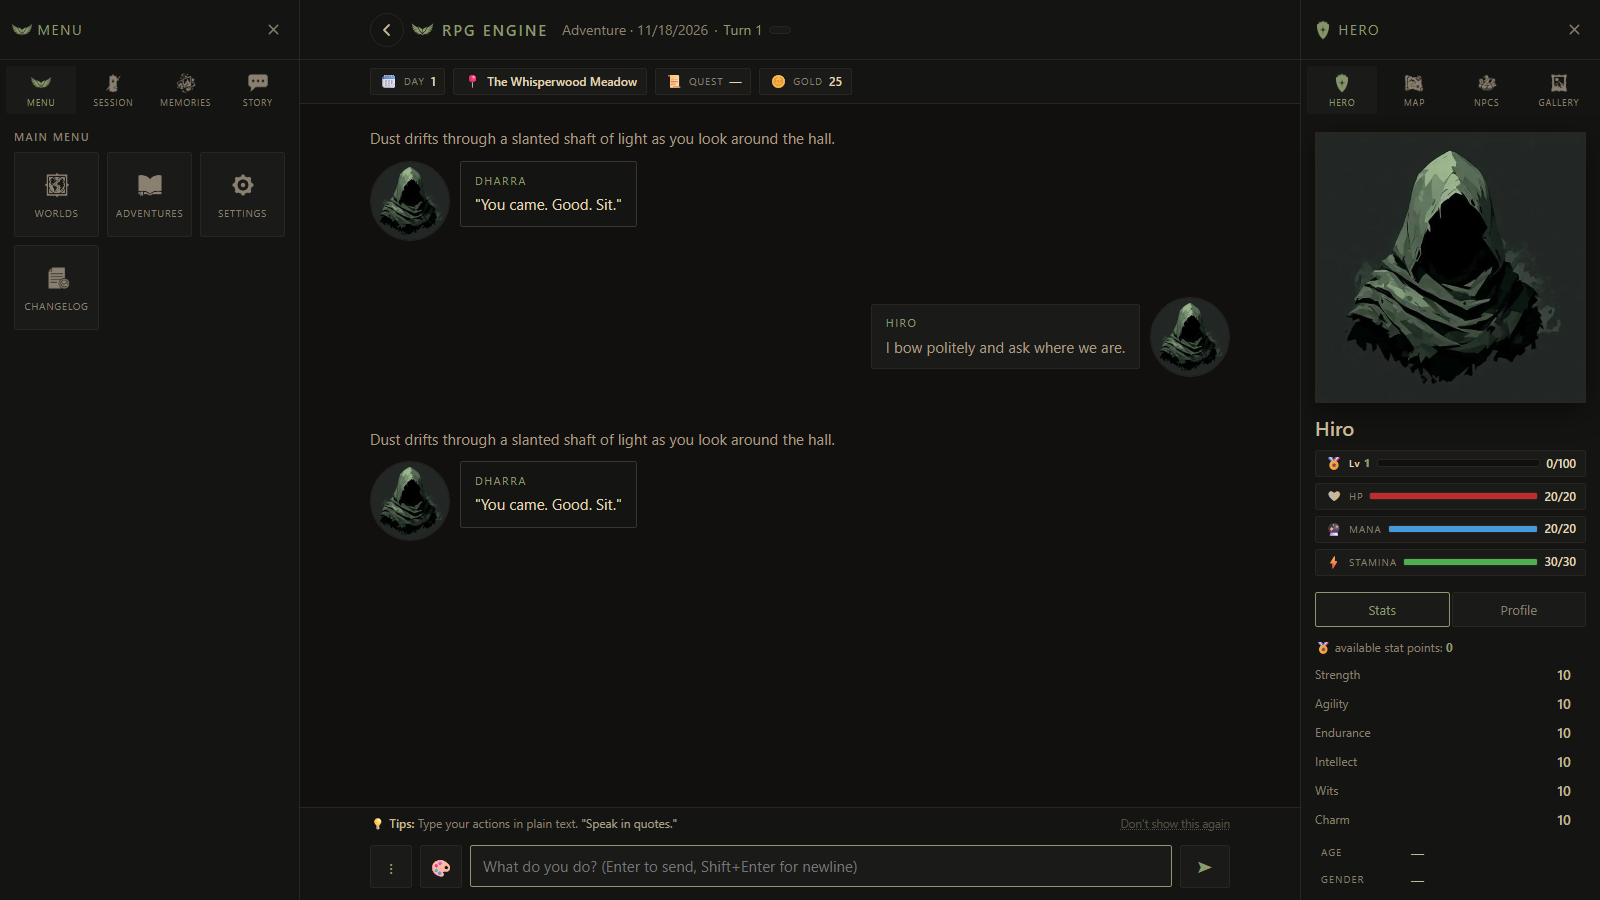 MENU
MENU
SESSION
MEMORIES
STORY
MAIN MENU
WORLDS
ADVENTURES
SETTINGS
CHANGELOG
RPG ENGINE
Adventure · 11/18/2026 · Turn 1
DAY 1
The Whisperwood Meadow
QUEST —
GOLD 25
Dust drifts through a slanted shaft of light as you look around the hall.
DHARRA
"You came. Good. Sit."
HIRO
I bow politely and ask where we are.
Dust drifts through a slanted shaft of light as you look around the hall.
DHARRA
"You came. Good. Sit."
Tips: Type your actions in plain text. "Speak in quotes."
Don't show this again
What do you do? (Enter to send, Shift+Enter for newline)
HERO
HERO
MAP
NPCS
GALLERY
Hiro
Lv 1 0/100
HP 20/20
MANA 20/20
STAMINA 30/30
Stats
Profile
available stat points: 0
Strength 10
Agility 10
Endurance 10
Intellect 10
Wits 10
Charm 10
AGE —
GENDER —